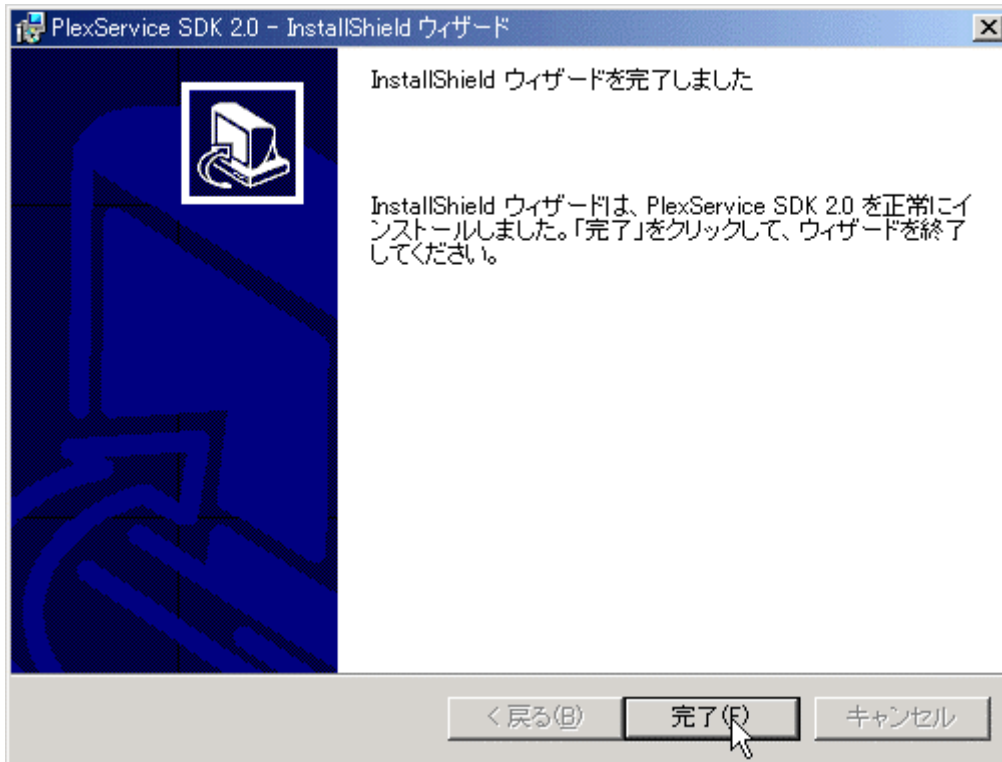 PlexService SDK 2.0 - InstallShield ウィザード
InstallShield ウィザードを完了しました
InstallShield ウィザードは、PlexService SDK 2.0 を正常にイ
ンストールしました。「完了」をクリックして、ウィザードを終了
してください。
< 戻る(B)
完了(F)
キャンセル